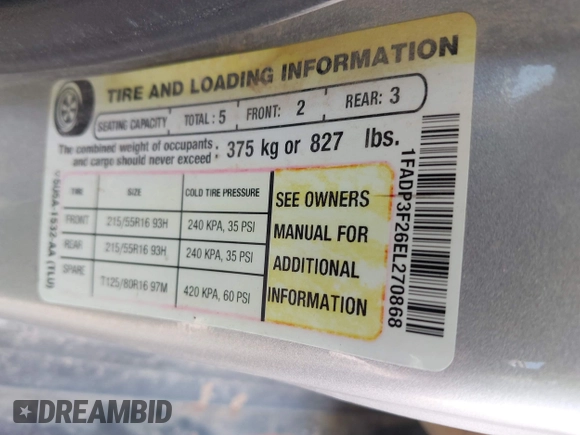 TIRE AND LOADING INFORMATION
SEATING CAPACITY TOTAL: 5 FRONT: 2 REAR: 3
The combined weight of occupants and cargo should never exceed: 375 kg or 827 lbs.
TIRE SIZE COLD TIRE PRESSURE
FRONT 215/55R16 93H 240 KPA, 35 PSI
REAR 215/55R16 93H 240 KPA, 35 PSI
SPARE T125/80R16 97M 420 KPA, 60 PSI
SEE OWNERS
MANUAL FOR
ADDITIONAL
INFORMATION
1FADP3F26EL270868
1532 AA (TLU)
DREAMBID